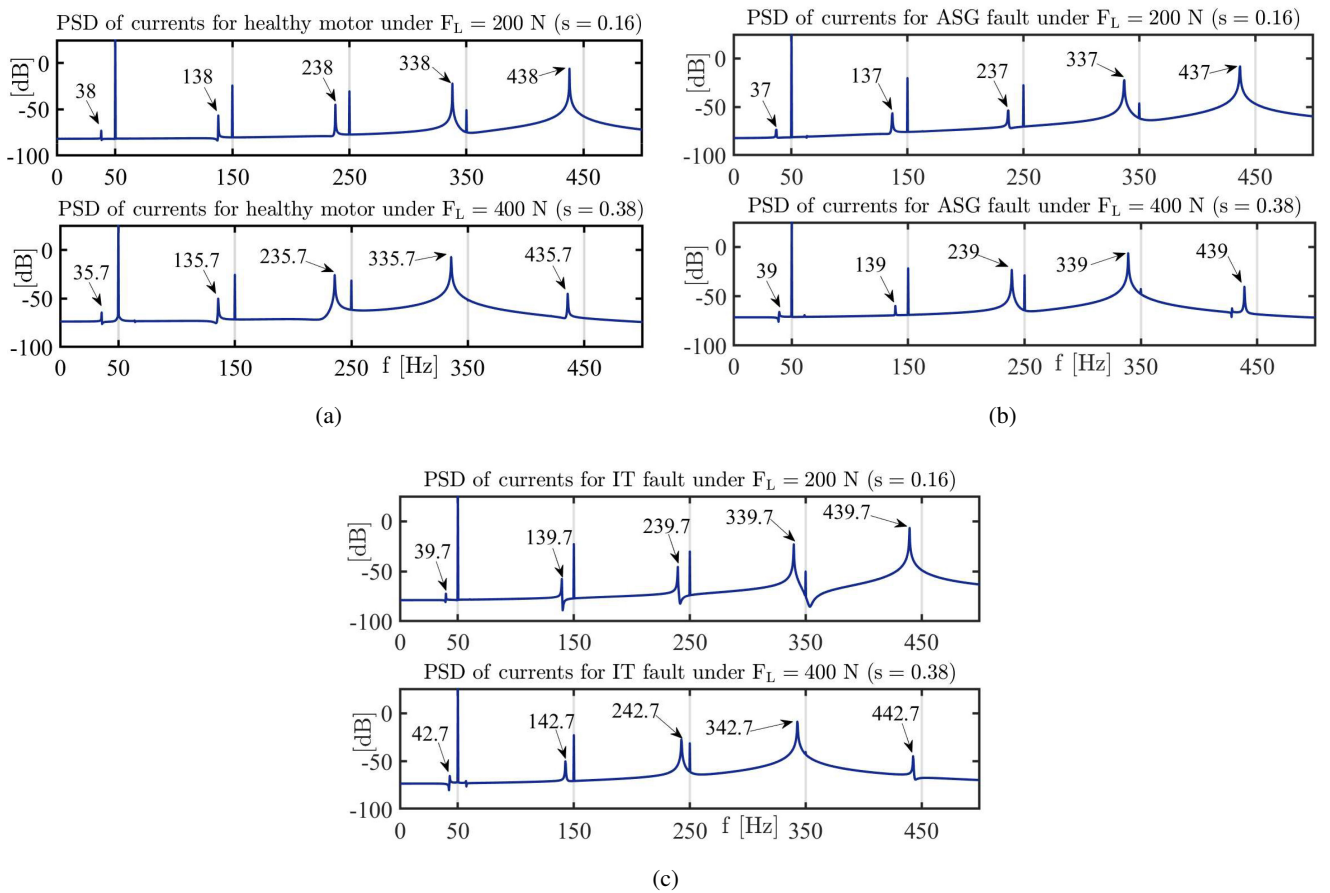 PSD of currents for healthy motor under F_L = 200 N (s = 0.16)
[dB]
0
-50
-100
38
138
238
338
438
0 50 150 250 350 450
PSD of currents for healthy motor under F_L = 400 N (s = 0.38)
[dB]
0
-50
-100
35.7
135.7
235.7
335.7
435.7
0 50 150 250 350 450
f [Hz]
(a)
PSD of currents for ASG fault under F_L = 200 N (s = 0.16)
[dB]
0
-50
-100
37
137
237
337
437
0 50 150 250 350 450
PSD of currents for ASG fault under F_L = 400 N (s = 0.38)
[dB]
0
-50
-100
39
139
239
339
439
0 50 150 250 350 450
f [Hz]
(b)
PSD of currents for IT fault under F_L = 200 N (s = 0.16)
[dB]
0
-50
-100
39.7
139.7
239.7
339.7
439.7
0 50 150 250 350 450
PSD of currents for IT fault under F_L = 400 N (s = 0.38)
[dB]
0
-50
-100
42.7
142.7
242.7
342.7
442.7
0 50 150 250 350 450
f [Hz]
(c)